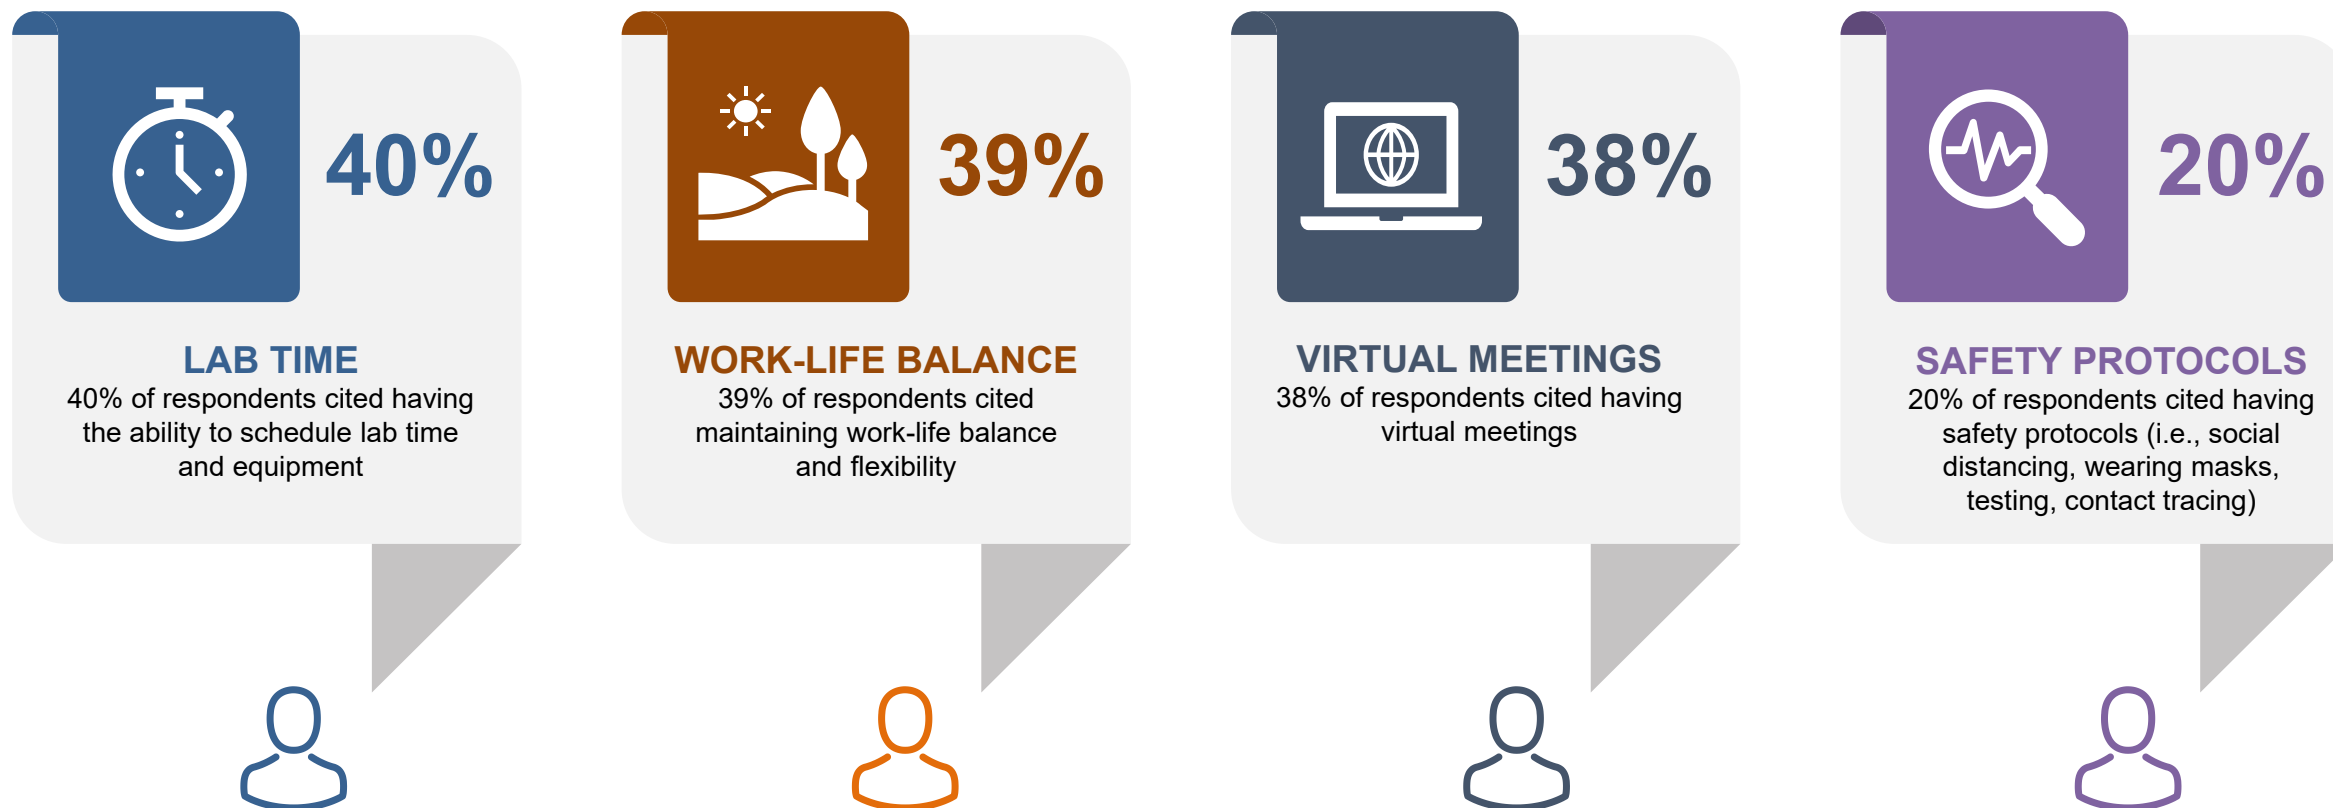 40%
LAB TIME
40% of respondents cited having
the ability to schedule lab time
and equipment
39%
WORK-LIFE BALANCE
39% of respondents cited
maintaining work-life balance
and flexibility
38%
VIRTUAL MEETINGS
38% of respondents cited having
virtual meetings
20%
SAFETY PROTOCOLS
20% of respondents cited having
safety protocols (i.e., social
distancing, wearing masks,
testing, contact tracing)